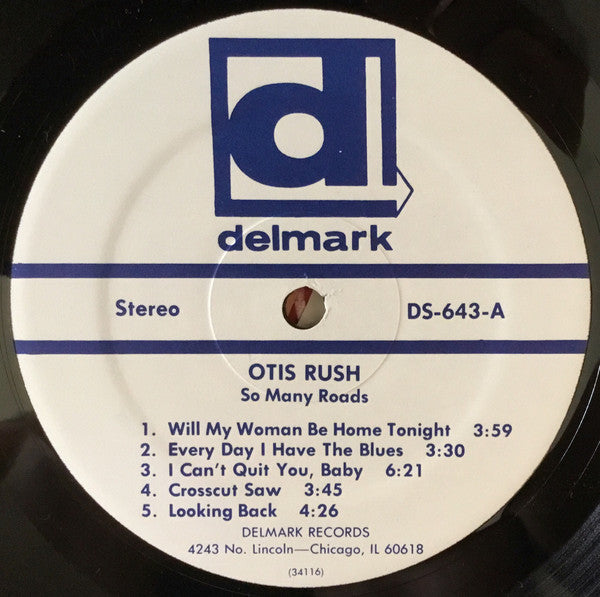 d
delmark
Stereo
DS-643-A
OTIS RUSH
So Many Roads
1. Will My Woman Be Home Tonight 3:59
2. Every Day I Have The Blues 3:30
3. I Can't Quit You, Baby 6:21
4. Crosscut Saw 3:45
5. Looking Back 4:26
DELMARK RECORDS
4243 No. Lincoln—Chicago, IL 60618
(34116)